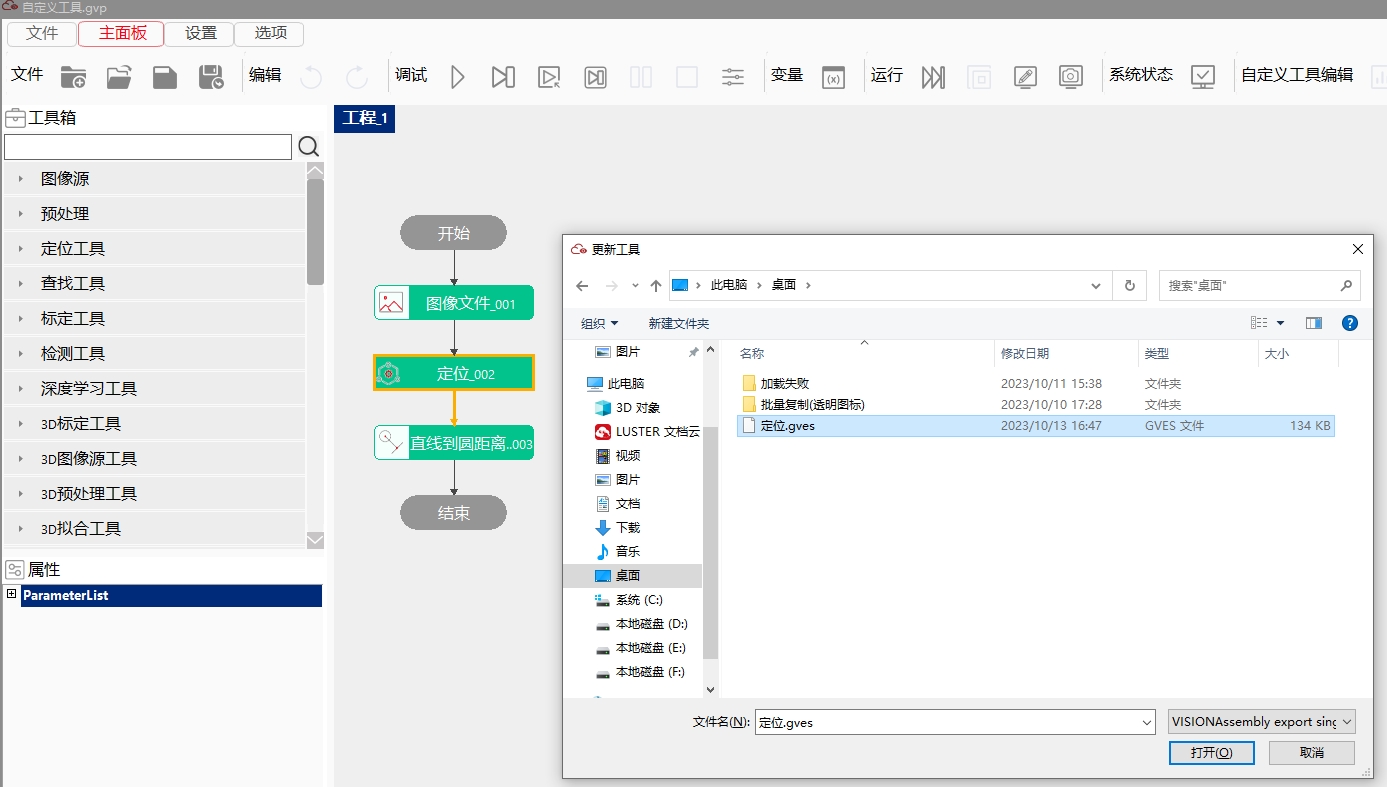 自定义工具.gvp
文件 主面板 设置 选项
文件 编辑 调试 变量 (x) 运行 系统状态 自定义工具编辑
工具箱
图像源
预处理
定位工具
查找工具
标定工具
检测工具
深度学习工具
3D标定工具
3D图像源工具
3D预处理工具
3D拟合工具
属性
ParameterList
工程_1
开始
图像文件_001
定位_002
直线到圆距离..003
结束
更新工具
此电脑 桌面 搜索"桌面"
组织 新建文件夹
图片
此电脑
3D 对象
LUSTER 文档云
视频
图片
文档
下载
音乐
桌面
系统 (C:)
本地磁盘 (D:)
本地磁盘 (E:)
本地磁盘 (F:)
名称 修改日期 类型 大小
加载失败 2023/10/11 15:38 文件夹
批量复制(透明图标) 2023/10/10 17:28 文件夹
定位.gves 2023/10/13 16:47 GVES 文件 134 KB
文件名(N): 定位.gves VISIONAssembly export sing
打开(O) 取消